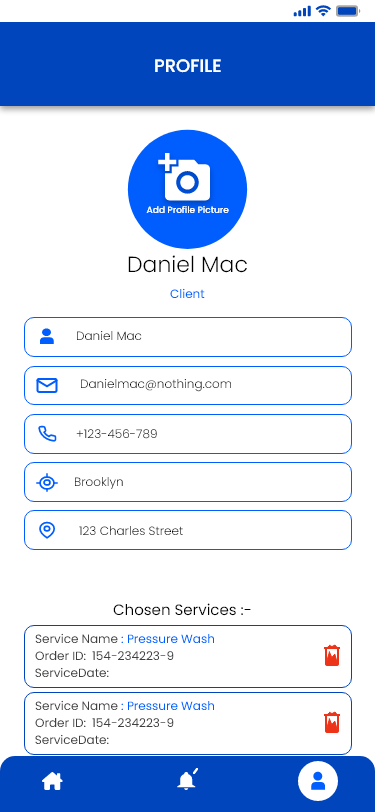 PROFILE
Add Profile Picture
Daniel Mac
Client
Daniel Mac
Danielmac@nothing.com
+123-456-789
Brooklyn
123 Charles Street
Chosen Services :-
Service Name : Pressure Wash
Order ID: 154-234223-9
ServiceDate:
Service Name : Pressure Wash
Order ID: 154-234223-9
ServiceDate: